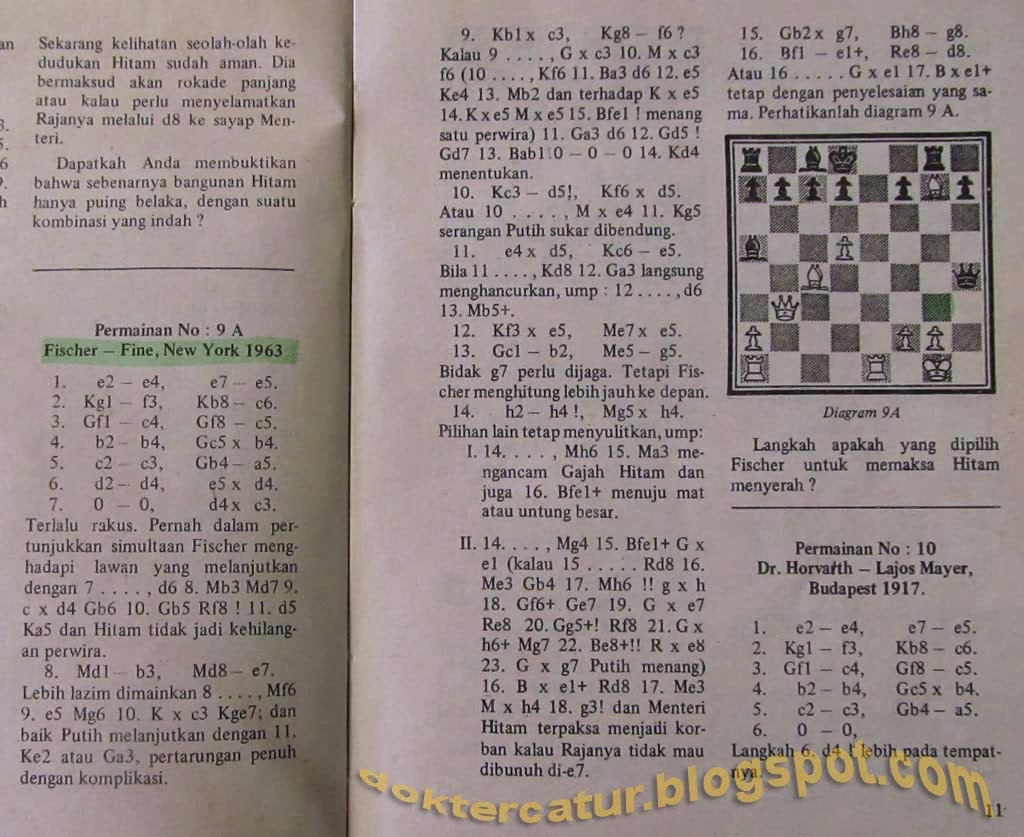 an
3.
5.
6
9.
h
Sekarang kelihatan seolah-olah ke-
dudukan Hitam sudah aman. Dia
bermaksud akan rokade panjang
atau kalau perlu menyelamatkan
Rajanya melalui d8 ke sayap Men-
teri.
Dapatkah Anda membuktikan
bahwa sebenarnya bangunan Hitam
hanya puing belaka, dengan suatu
kombinasi yang indah ?
Permainan No : 9 A
Fischer — Fine, New York 1963
1. e2 — e4, e7 — e5.
2. Kg1 — f3, Kb8 — c6.
3. Gf1 — c4, Gf8 — c5.
4. b2 — b4, Gc5 x b4.
5. c2 — c3, Gb4 — a5.
6. d2 — d4, e5 x d4.
7. 0 — 0, d4 x c3.
Terlalu rakus. Pernah dalam per-
tunjukkan simultaan Fischer meng-
hadapi lawan yang melanjutkan
dengan 7 . . . . , d6 8. Mb3 Md7 9.
c x d4 Gb6 10. Gb5 Rf8 ! 11. d5
Ka5 dan Hitam tidak jadi kehilang-
an perwira.
8. Md1 — b3, Md8 — e7.
Lebih lazim dimainkan 8 . . . . , Mf6
9. e5 Mg6 10. K x c3 Kge7; dan
baik Putih melanjutkan dengan 11.
Ke2 atau Ga3, pertarungan penuh
dengan komplikasi.
9. Kb1x c3, Kg8 — f6 ?
Kalau 9 . . . . , G x c3 10. M x c3
f6 (10 . . . . , Kf6 11. Ba3 d6 12. e5
Ke4 13. Mb2 dan terhadap K x e5
14. K x e5 M x e5 15. Bfe1 ! menang
satu perwira) 11. Ga3 d6 12. Gd5 !
Gd7 13. Bab1 0 — 0 — 0 14. Kd4
menentukan.
10. Kc3 — d5!, Kf6 x d5.
Atau 10 . . . . , M x e4 11. Kg5
serangan Putih sukar dibendung.
11. e4 x d5, Kc6 — e5.
Bila 11 . . . . , Kd8 12. Ga3 langsung
menghancurkan, ump : 12 . . . . , d6
13. Mb5+.
12. Kf3 x e5, Me7 x e5.
13. Gc1 — b2, Me5 — g5.
Bidak g7 perlu dijaga. Tetapi Fis-
cher menghitung lebih jauh ke depan.
14. h2 — h4 !, Mg5 x h4.
Pilihan lain tetap menyulitkan, ump:
I. 14. . . . , Mh6 15. Ma3 me-
ngancam Gajah Hitam dan
juga 16. Bfe1+ menuju mat
atau untung besar.
II. 14. . . . , Mg4 15. Bfe1+ G x
e1 (kalau 15 . . . . . Rd8 16.
Me3 Gb4 17. Mh6 !! g x h
18. Gf6+ Ge7 19. G x e7
Re8 20. Gg5+! Rf8 21. G x
h6+ Mg7 22. Be8+!! R x e8
23. G x g7 Putih menang)
16. B x e1+ Rd8 17. Me3
M x h4 18. g3! dan Menteri
Hitam terpaksa menjadi kor-
ban kalau Rajanya tidak mau
dibunuh di-e7.
15. Gb2 x g7, Bh8 — g8.
16. Bf1 — e1+, Re8 — d8.
Atau 16 . . . . . G x e1 17. B x e1+
tetap dengan penyelesaian yang sa-
ma. Perhatikanlah diagram 9 A.
Diagram 9A
Langkah apakah yang dipilih
Fischer untuk memaksa Hitam
menyerah ?
Permainan No : 10
Dr. Horvath — Lajos Mayer,
Budapest 1917.
1. e2 — e4, e7 — e5.
2. Kg1 — f3, Kb8 — c6.
3. Gf1 — c4, Gf8 — c5.
4. b2 — b4, Gc5 x b4.
5. c2 — c3, Gb4 — a5.
6. 0 — 0,
Langkah 6. d4 ! lebih pada tempat-
nya.
11
doktercatur.blogspot.com